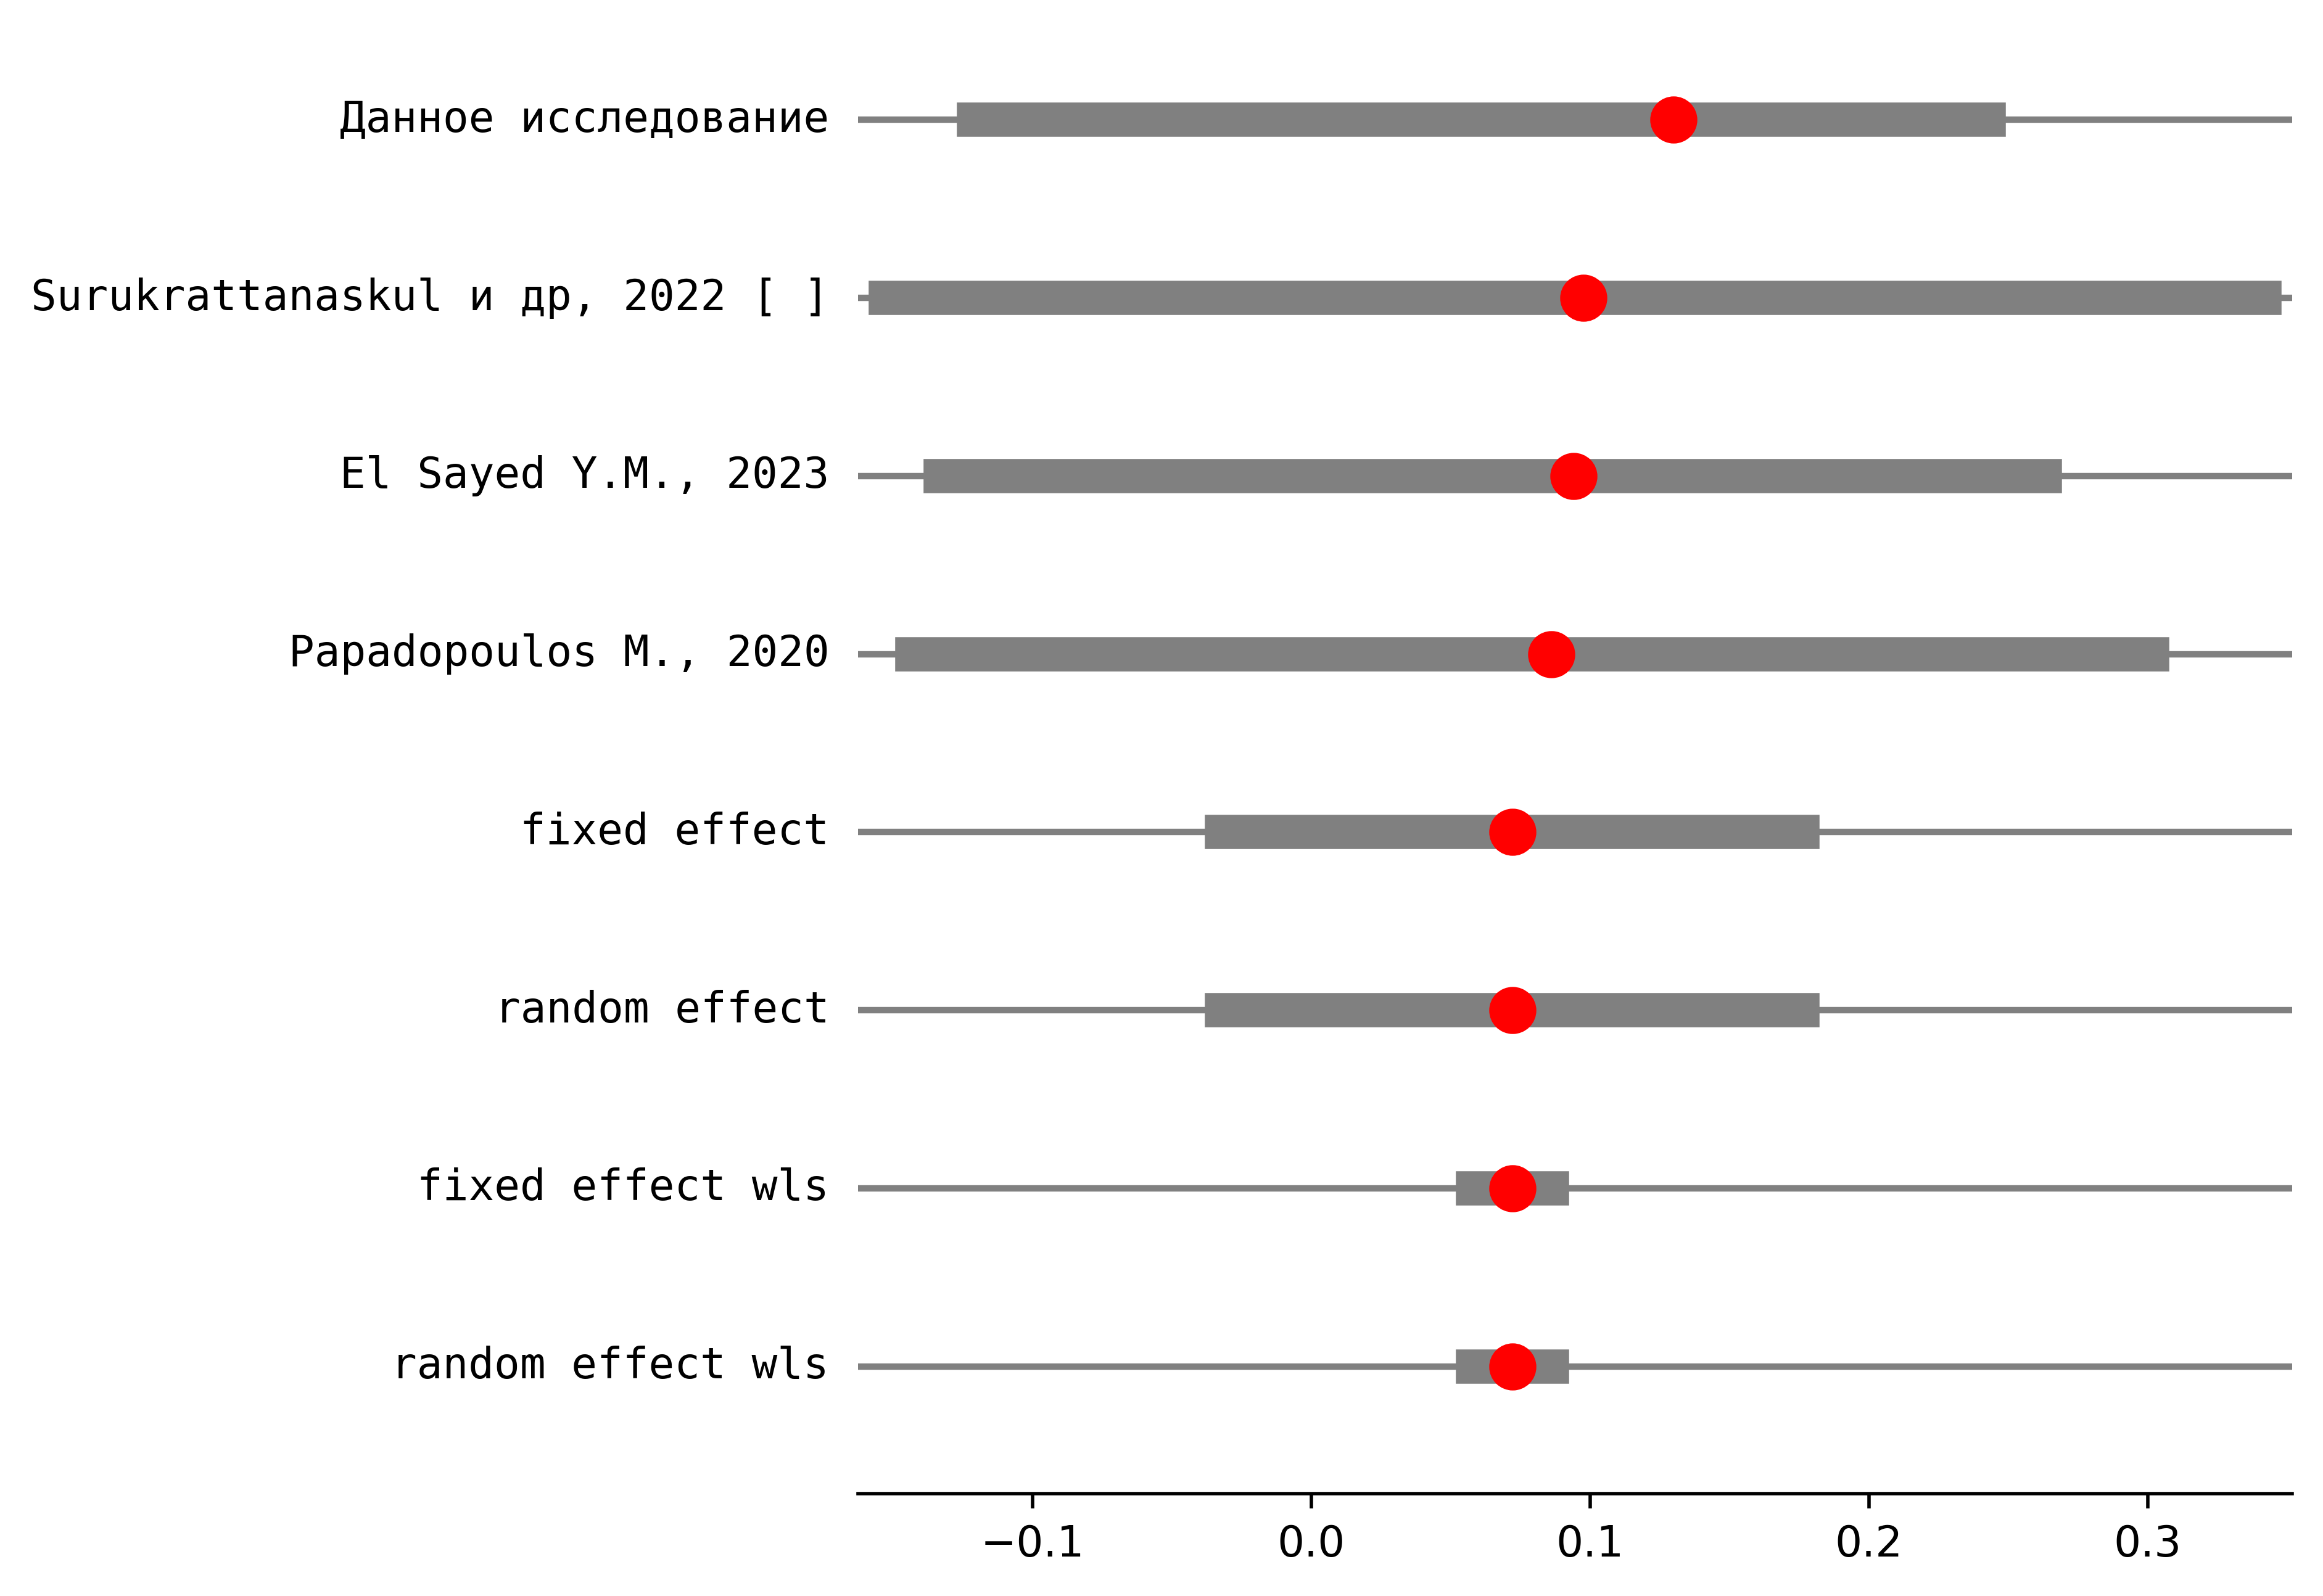 Данное исследование
Surukrattanaskul и др, 2022 [ ]
El Sayed Y.M., 2023
Papadopoulos M., 2020
fixed effect
random effect
fixed effect wls
random effect wls
−0.1 0.0 0.1 0.2 0.3